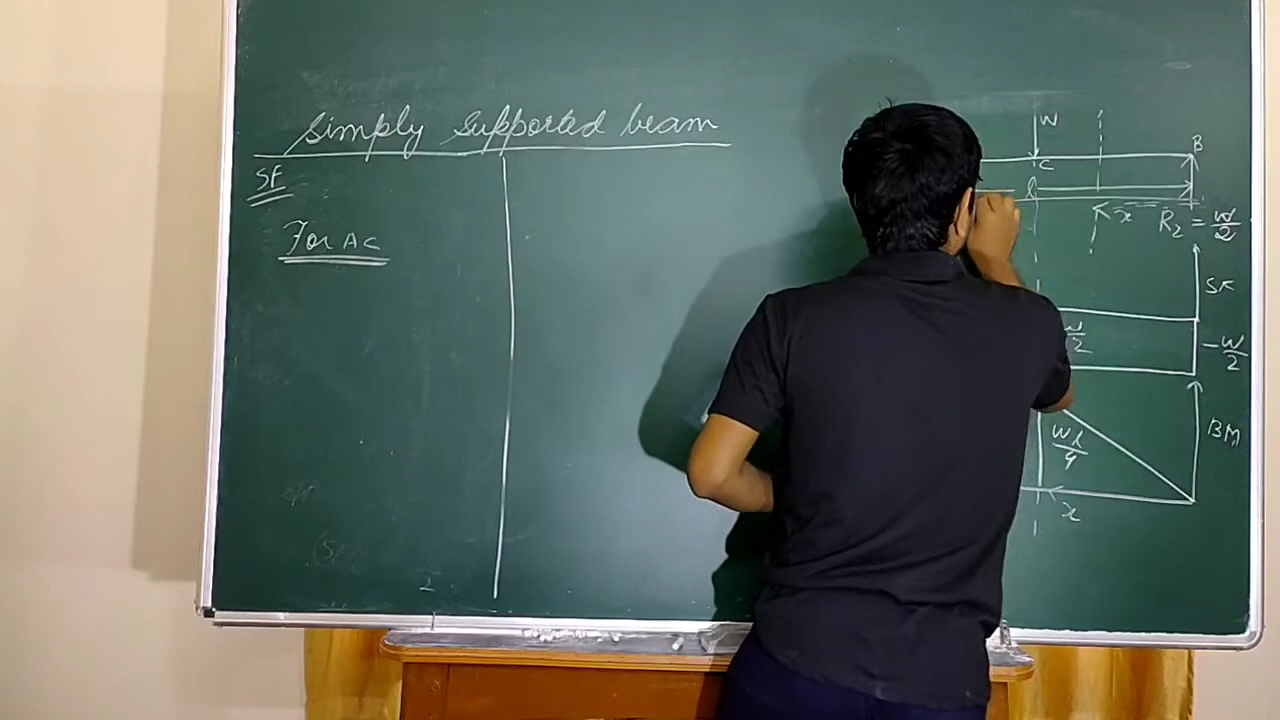 Simply supported beam
SF
For AC
W
B
C
l
x R₂ = W/2
SF
W/2
-W/2
BM
Wl/4
x